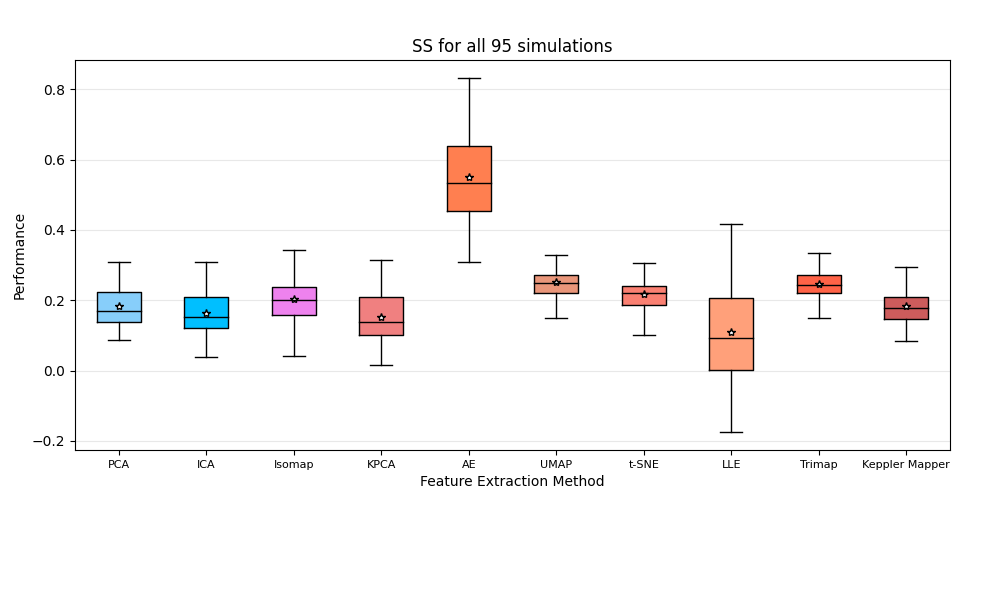 SS for all 95 simulations
Performance
0.8
0.6
0.4
0.2
0.0
−0.2
PCA ICA Isomap KPCA AE UMAP t-SNE LLE Trimap Keppler Mapper
Feature Extraction Method